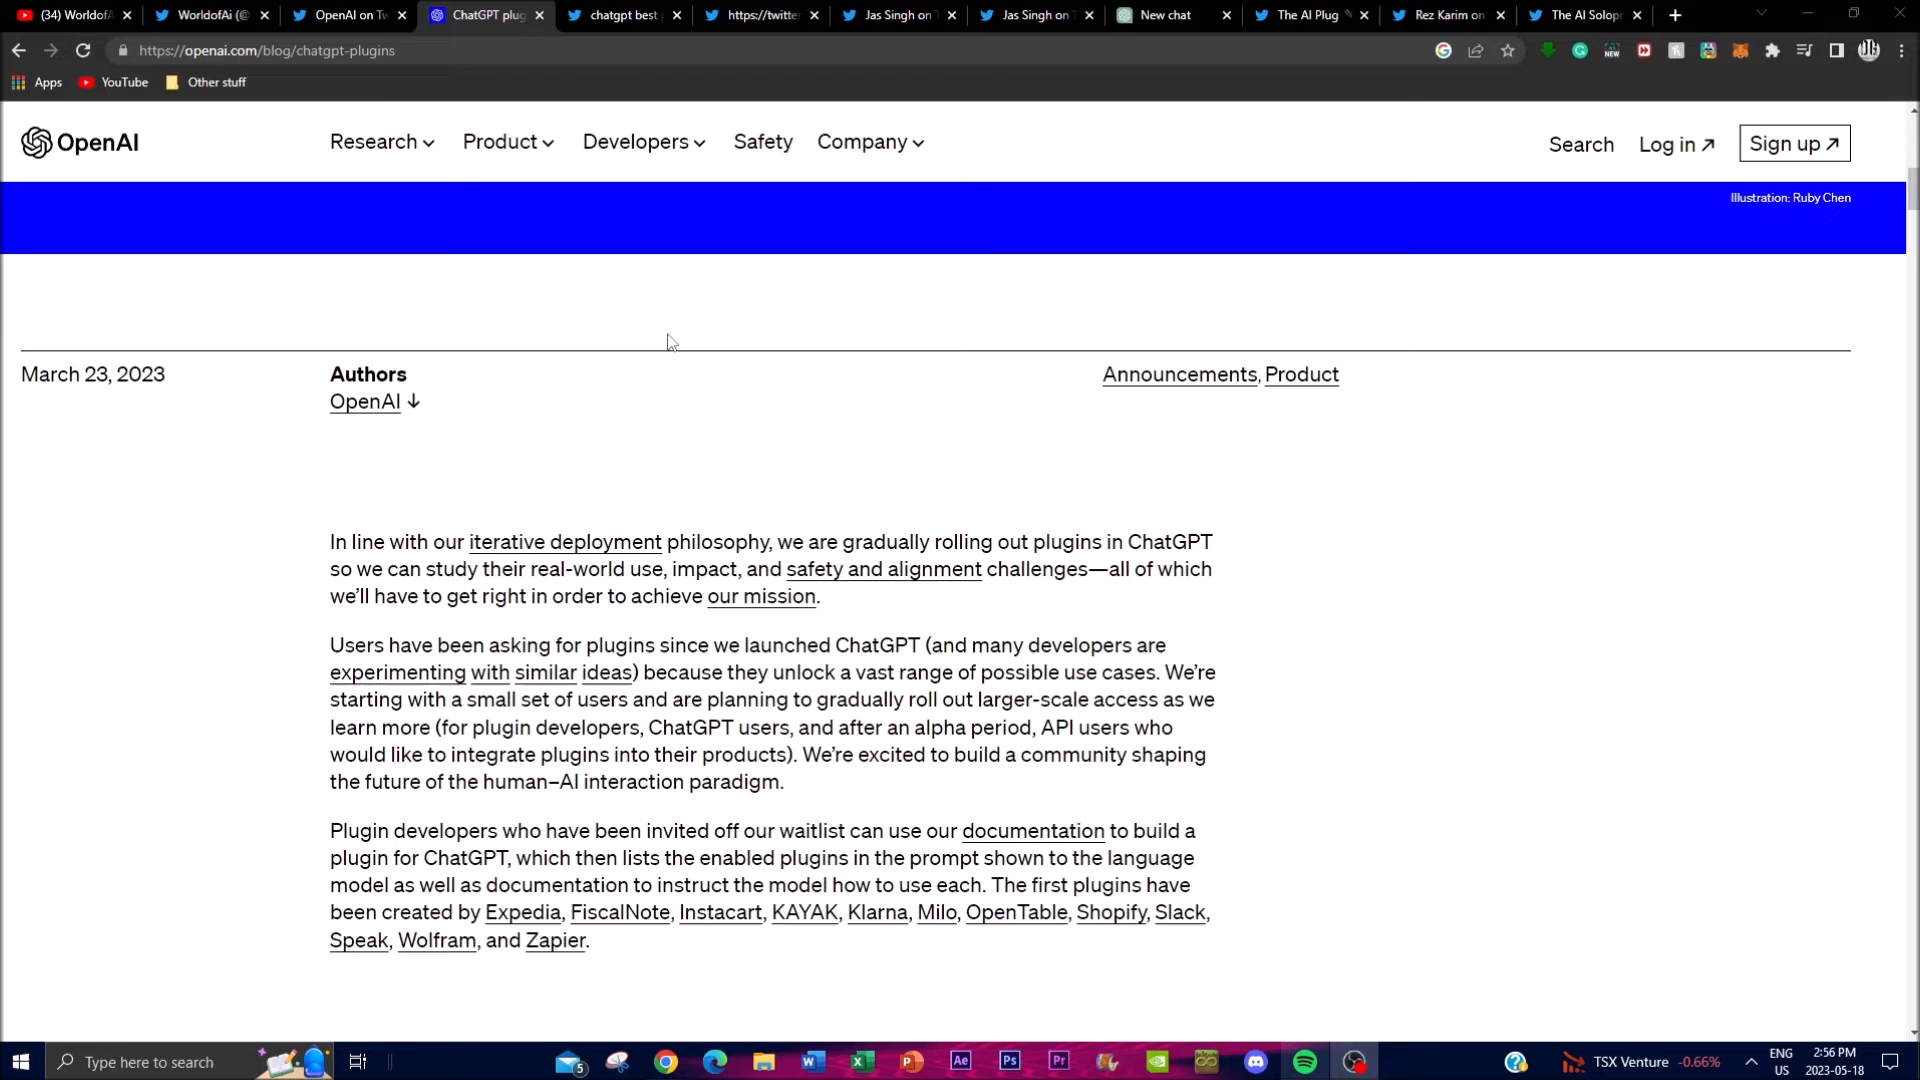 (34) WorldofA
WorldofAi (@
OpenAI on Tw
ChatGPT plug
chatgpt best
https://twitte
Jas Singh on
Jas Singh on T
New chat
The AI Plug
Rez Karim on
The AI Solop
https://openai.com/blog/chatgpt-plugins
NEW
Apps
YouTube
Other stuff
OpenAI
Research
Product
Developers
Safety
Company
Search
Log in ↗
Sign up ↗
Illustration: Ruby Chen
March 23, 2023
Authors
Announcements, Product
OpenAI ↓
In line with our iterative deployment philosophy, we are gradually rolling out plugins in ChatGPT
so we can study their real-world use, impact, and safety and alignment challenges—all of which
we’ll have to get right in order to achieve our mission.
Users have been asking for plugins since we launched ChatGPT (and many developers are
experimenting with similar ideas) because they unlock a vast range of possible use cases. We’re
starting with a small set of users and are planning to gradually roll out larger-scale access as we
learn more (for plugin developers, ChatGPT users, and after an alpha period, API users who
would like to integrate plugins into their products). We’re excited to build a community shaping
the future of the human–AI interaction paradigm.
Plugin developers who have been invited off our waitlist can use our documentation to build a
plugin for ChatGPT, which then lists the enabled plugins in the prompt shown to the language
model as well as documentation to instruct the model how to use each. The first plugins have
been created by Expedia, FiscalNote, Instacart, KAYAK, Klarna, Milo, OpenTable, Shopify, Slack,
Speak, Wolfram, and Zapier.
Type here to search
5
Ae
Ps
Pr
TSX Venture -0.66%
ENG
US
2:56 PM
2023-05-18